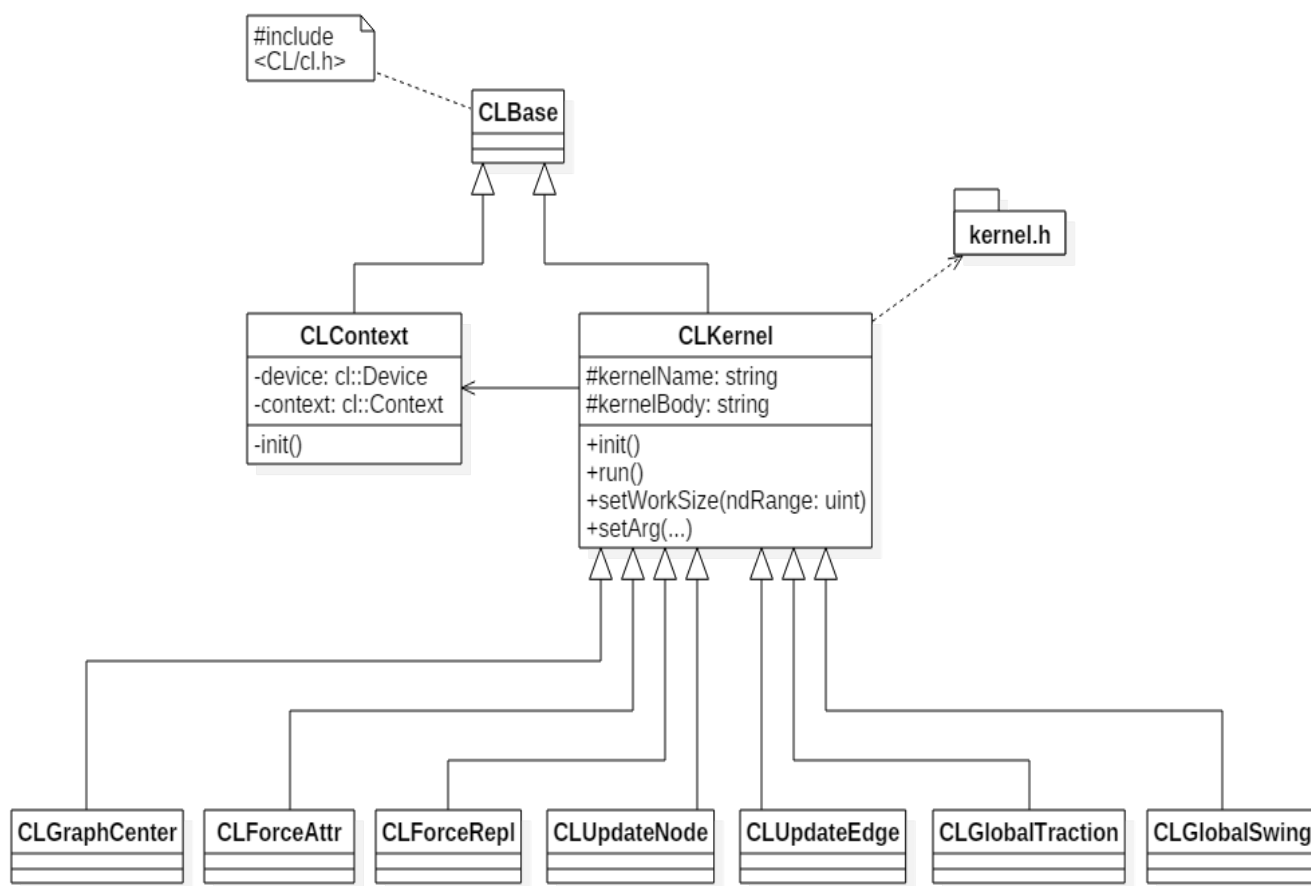 #include
<CL/cl.h>
CLBase
kernel.h
CLContext
-device: cl::Device
-context: cl::Context
-init()
CLKernel
#kernelName: string
#kernelBody: string
+init()
+run()
+setWorkSize(ndRange: uint)
+setArg(...)
CLGraphCenter
CLForceAttr
CLForceRepl
CLUpdateNode
CLUpdateEdge
CLGlobalTraction
CLGlobalSwing